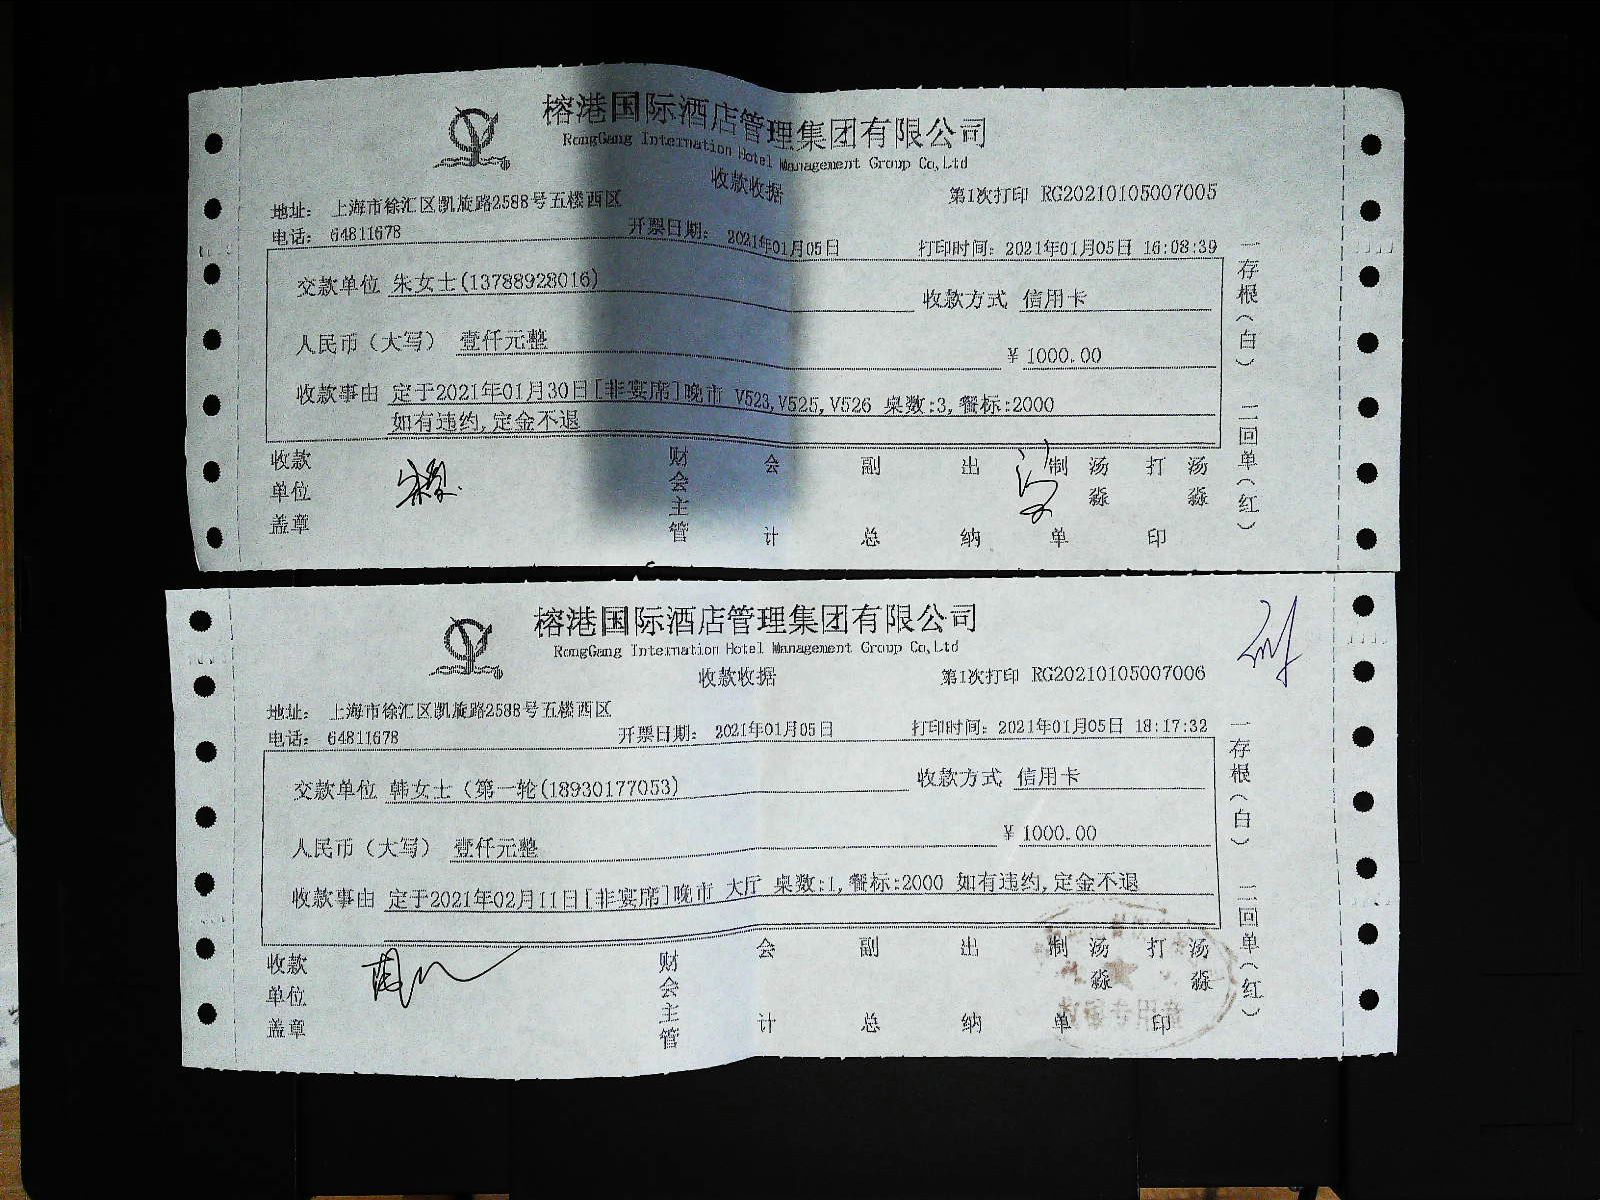 榕港国际酒店管理集团有限公司
RongGang Internation Hotel Management Group Co,Ltd
收款收据
第1次打印 RG20210105007005
地址: 上海市徐汇区凯旋路2588号五楼西区
电话: 64811678
开票日期: 2021年01月05日
打印时间: 2021年01月05日 16:08:39
交款单位 朱女士(13788928016)
收款方式 信用卡
人民币（大写） 壹仟元整
¥ 1000.00
收款事由 定于2021年01月30日[非宴席]晚市 V523,V525,V526 桌数:3,餐标:2000
如有违约,定金不退
收款单位盖章
财会主管
会计
副总
出纳
制单
汤淼
打印
汤淼
一存根(白) 二回单(红)
榕港国际酒店管理集团有限公司
RongGang Internation Hotel Management Group Co,Ltd
收款收据
第1次打印 RG20210105007006
地址: 上海市徐汇区凯旋路2588号五楼西区
电话: 64811678
开票日期: 2021年01月05日
打印时间: 2021年01月05日 18:17:32
交款单位 韩女士（第一轮(18930177053)
收款方式 信用卡
人民币（大写） 壹仟元整
¥ 1000.00
收款事由 定于2021年02月11日[非宴席]晚市 大厅 桌数:1,餐标:2000 如有违约,定金不退
收款单位盖章
财会主管
会计
副总
出纳
制单
汤淼
打印
汤淼
一存根(白) 二回单(红)